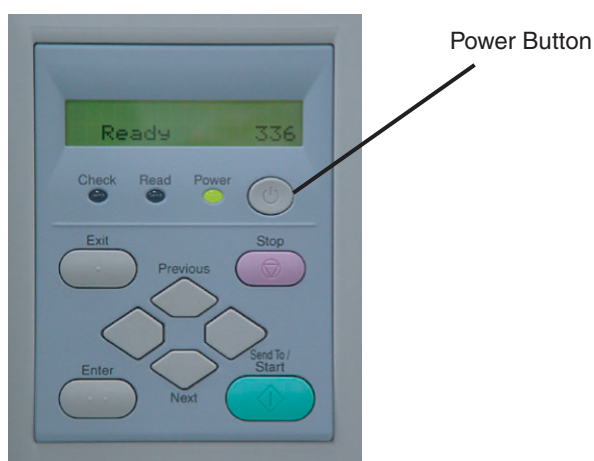 Power Button
Ready 336
Check Read Power
Exit Stop
Previous
Enter
Send To /
Start
Next